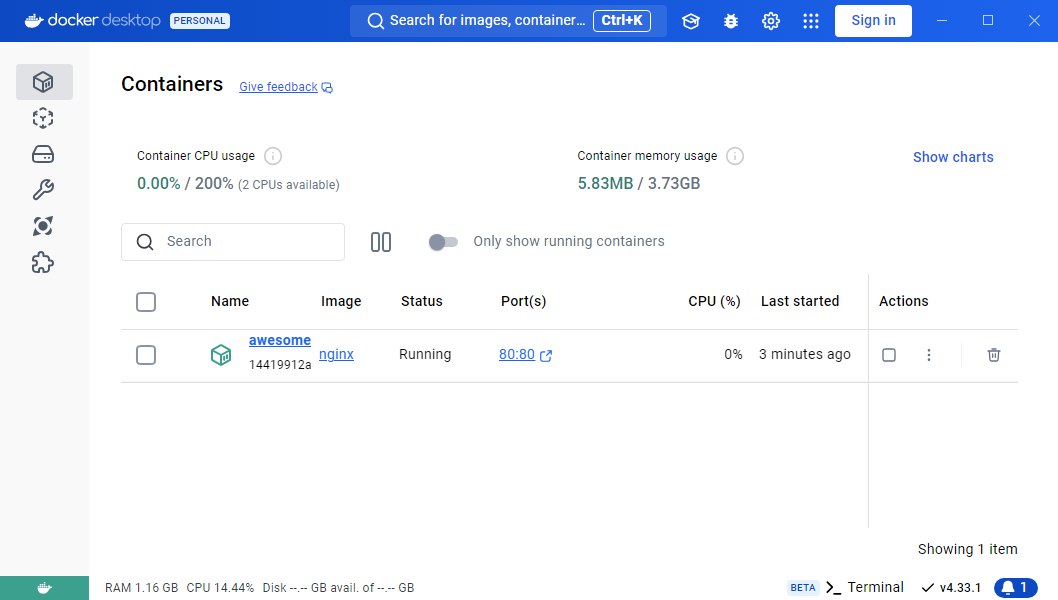 docker desktop PERSONAL Search for images, container... Ctrl+K Sign in
Containers Give feedback
Container CPU usage Container memory usage Show charts
0.00% / 200% (2 CPUs available) 5.83MB / 3.73GB
Search Only show running containers
Name Image Status Port(s) CPU (%) Last started Actions
awesome
14419912a nginx Running 80:80 0% 3 minutes ago
Showing 1 item
RAM 1.16 GB CPU 14.44% Disk --.-- GB avail. of --.-- GB BETA Terminal v4.33.1 1